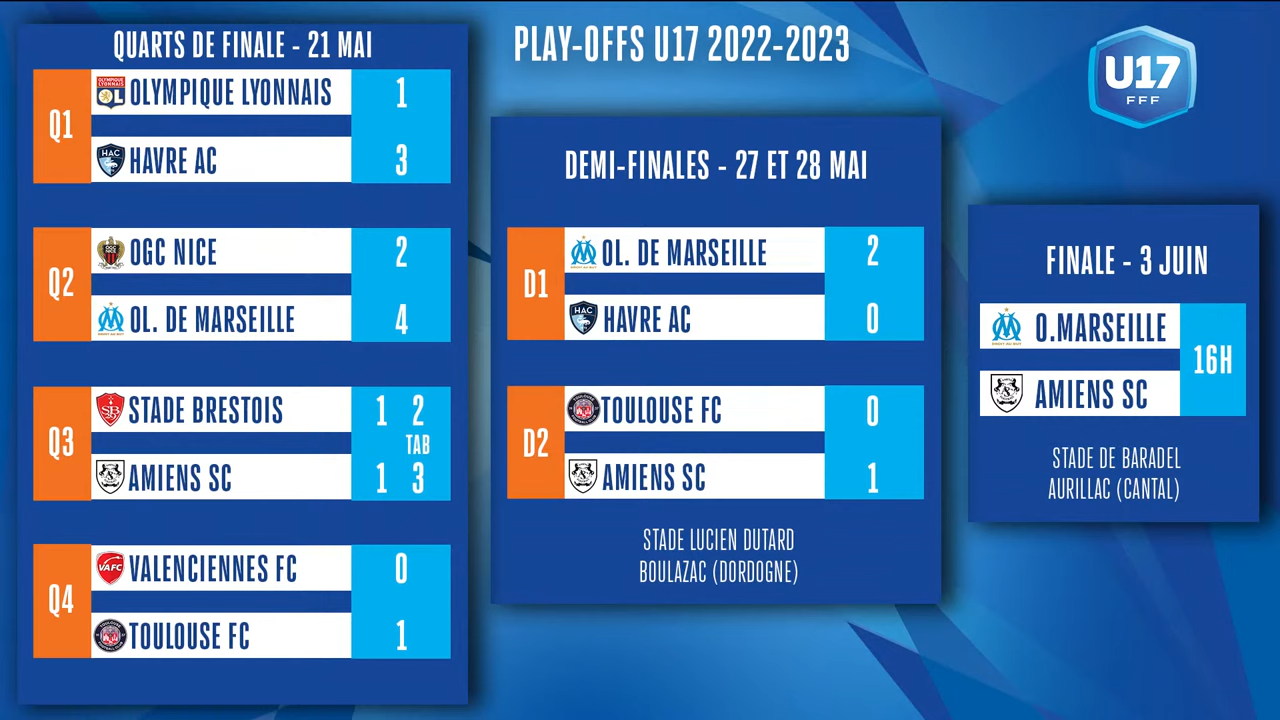 PLAY-OFFS U17 2022-2023
U17
FFF
QUARTS DE FINALE - 21 MAI
Q1
OLYMPIQUE LYONNAIS 1
HAVRE AC 3
Q2
OGC NICE 2
OL. DE MARSEILLE 4
Q3
STADE BRESTOIS 1 2
TAB
AMIENS SC 1 3
Q4
VALENCIENNES FC 0
TOULOUSE FC 1
DEMI-FINALES - 27 ET 28 MAI
D1
OL. DE MARSEILLE 2
HAVRE AC 0
D2
TOULOUSE FC 0
AMIENS SC 1
STADE LUCIEN DUTARD
BOULAZAC (DORDOGNE)
FINALE - 3 JUIN
O.MARSEILLE
16H
AMIENS SC
STADE DE BARADEL
AURILLAC (CANTAL)